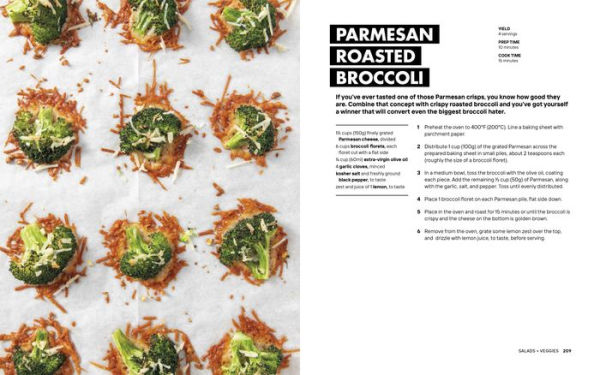 PARMESAN
ROASTED
BROCCOLI
YIELD
4 servings
PREP TIME
10 minutes
COOK TIME
15 minutes
If you've ever tasted one of those Parmesan crisps, you know how good they
are. Combine that concept with crispy roasted broccoli and you've got yourself
a winner that will convert even the biggest broccoli hater.
1½ cups (150g) finely grated
Parmesan cheese, divided
6 cups broccoli florets, each
floret cut with a flat side
¼ cup (60ml) extra-virgin olive oil
4 garlic cloves, minced
kosher salt and freshly ground
black pepper, to taste
zest and juice of 1 lemon, to taste
1 Preheat the oven to 400°F (200°C). Line a baking sheet with
parchment paper.
2 Distribute 1 cup (100g) of the grated Parmesan across the
prepared baking sheet in small piles, about 2 teaspoons each
(roughly the size of a broccoli floret).
3 In a medium bowl, toss the broccoli with the olive oil, coating
each piece. Add the remaining ½ cup (50g) of Parmesan, along
with the garlic, salt, and pepper. Toss until evenly distributed.
4 Place 1 broccoli floret on each Parmesan pile, flat side down.
5 Place in the oven and roast for 15 minutes or until the broccoli is
crispy and the cheese on the bottom is golden brown.
6 Remove from the oven, grate some lemon zest over the top,
and drizzle with lemon juice, to taste, before serving.
SALADS + VEGGIES 209